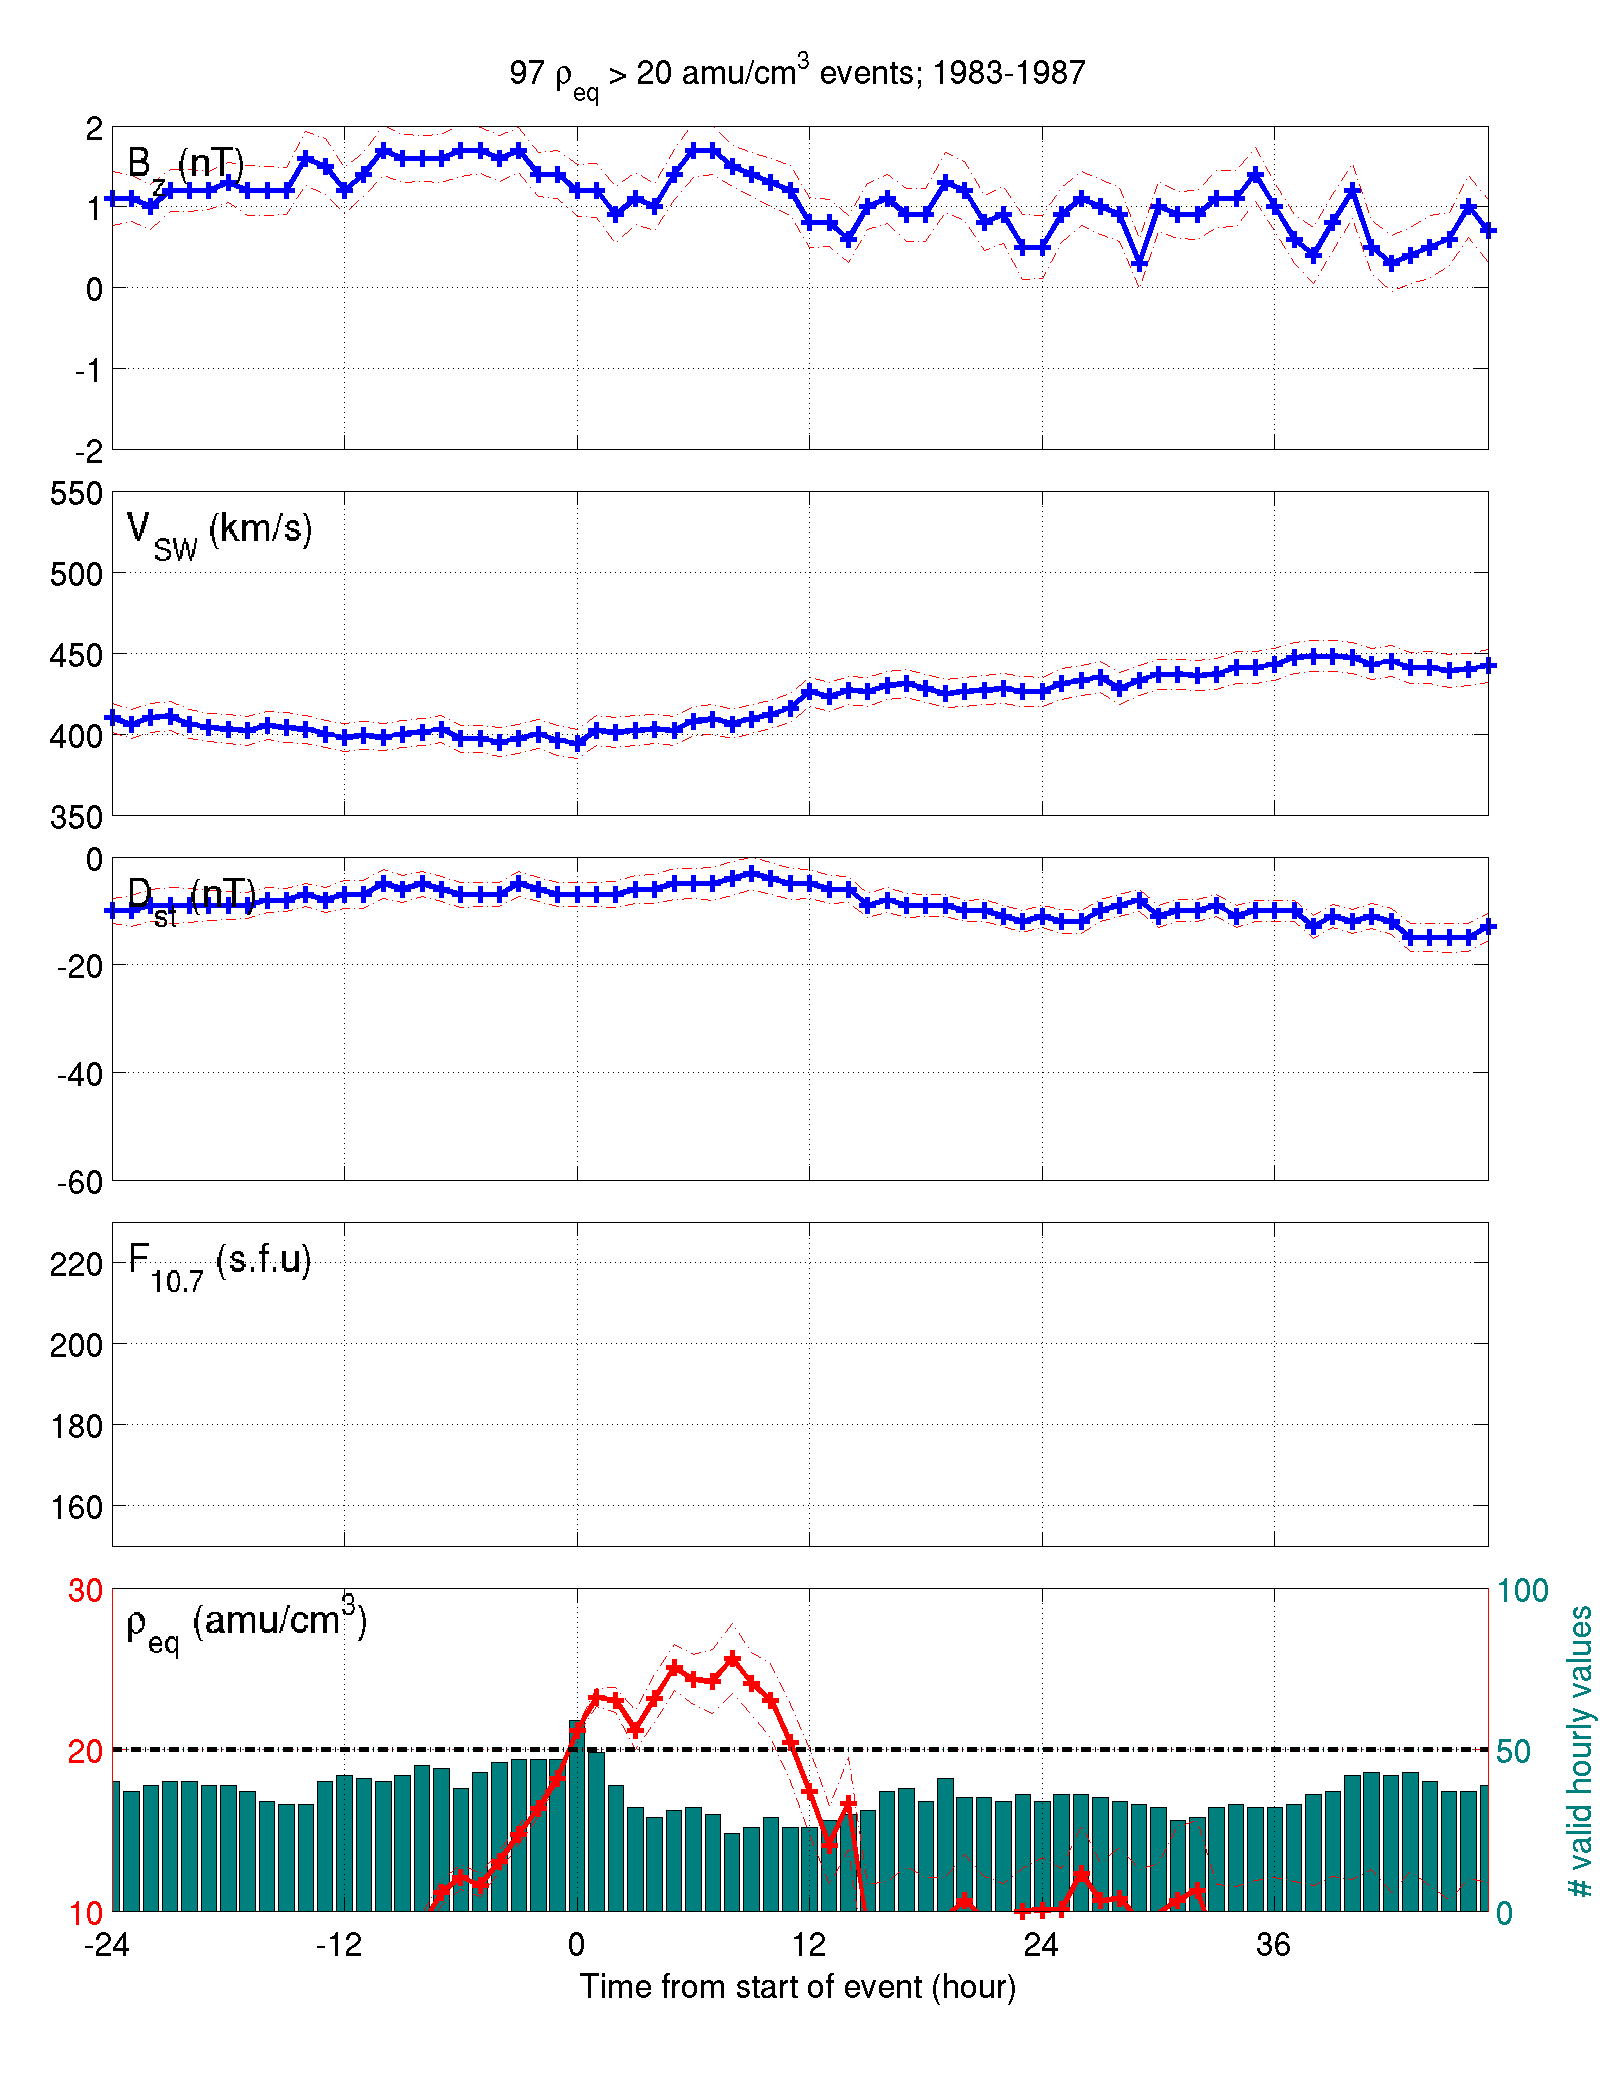 97 ρeq > 20 amu/cm³ events; 1983-1987
2
1
0
-1
-2
Bz (nT)
550
500
450
400
350
VSW (km/s)
0
-20
-40
-60
Dst (nT)
220
200
180
160
F10.7 (s.f.u)
30
20
10
ρeq (amu/cm³)
100
50
0
# valid hourly values
-24 -12 0 12 24 36
Time from start of event (hour)